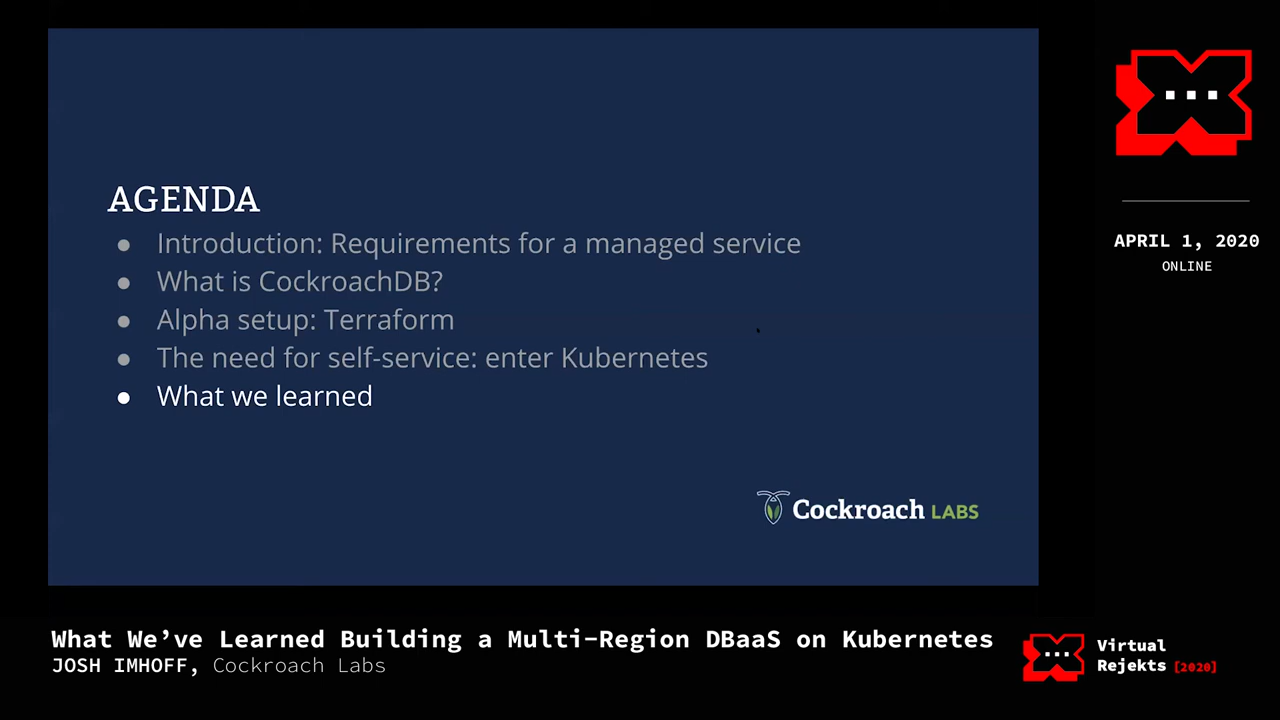 AGENDA
● Introduction: Requirements for a managed service
● What is CockroachDB?
● Alpha setup: Terraform
● The need for self-service: enter Kubernetes
● What we learned
Cockroach LABS
APRIL 1, 2020
ONLINE
What We’ve Learned Building a Multi-Region DBaaS on Kubernetes
JOSH IMHOFF, Cockroach Labs
Virtual
Rejekts [2020]